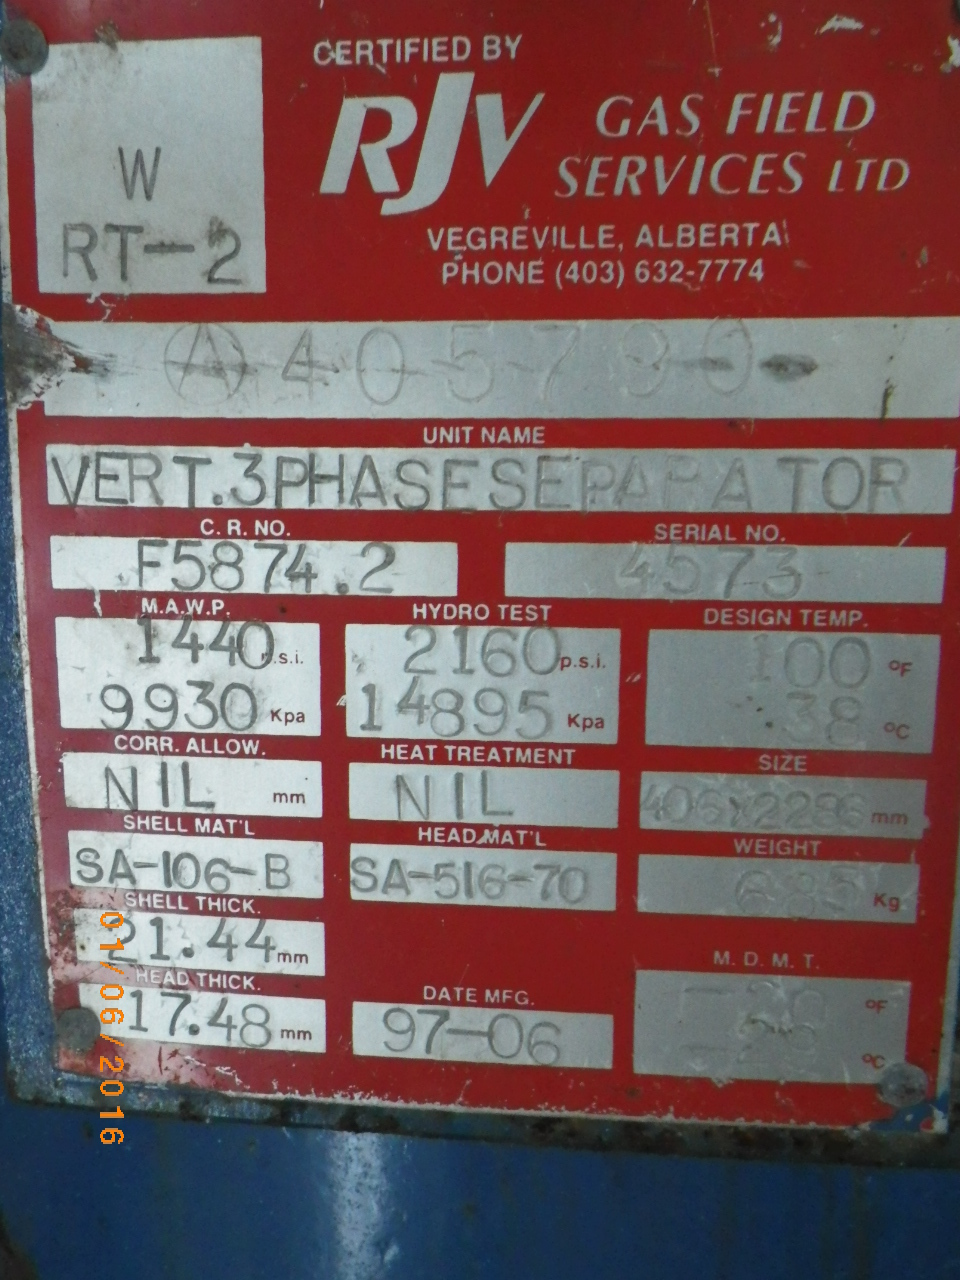 CERTIFIED BY
RJV GAS FIELD
SERVICES LTD
VEGREVILLE, ALBERTA
PHONE (403) 632-7774
W
RT-2
UNIT NAME
VERT. 3 PHASE SEPARATOR
C. R. NO. SERIAL NO.
F5874.2 4573
M.A.W.P. HYDRO TEST DESIGN TEMP.
1440 p.s.i. 2160 p.s.i. 100 °F
9930 Kpa 14895 Kpa 38 °C
CORR. ALLOW. HEAT TREATMENT SIZE
NIL mm NIL 406X2286 mm
SHELL MAT'L HEAD MAT'L WEIGHT
SA-106-B SA-516-70 Kg
SHELL THICK.
21.44 mm
HEAD THICK. DATE MFG. M. D. M. T.
17.48 mm 97-06 °F
°C
01/06/2016